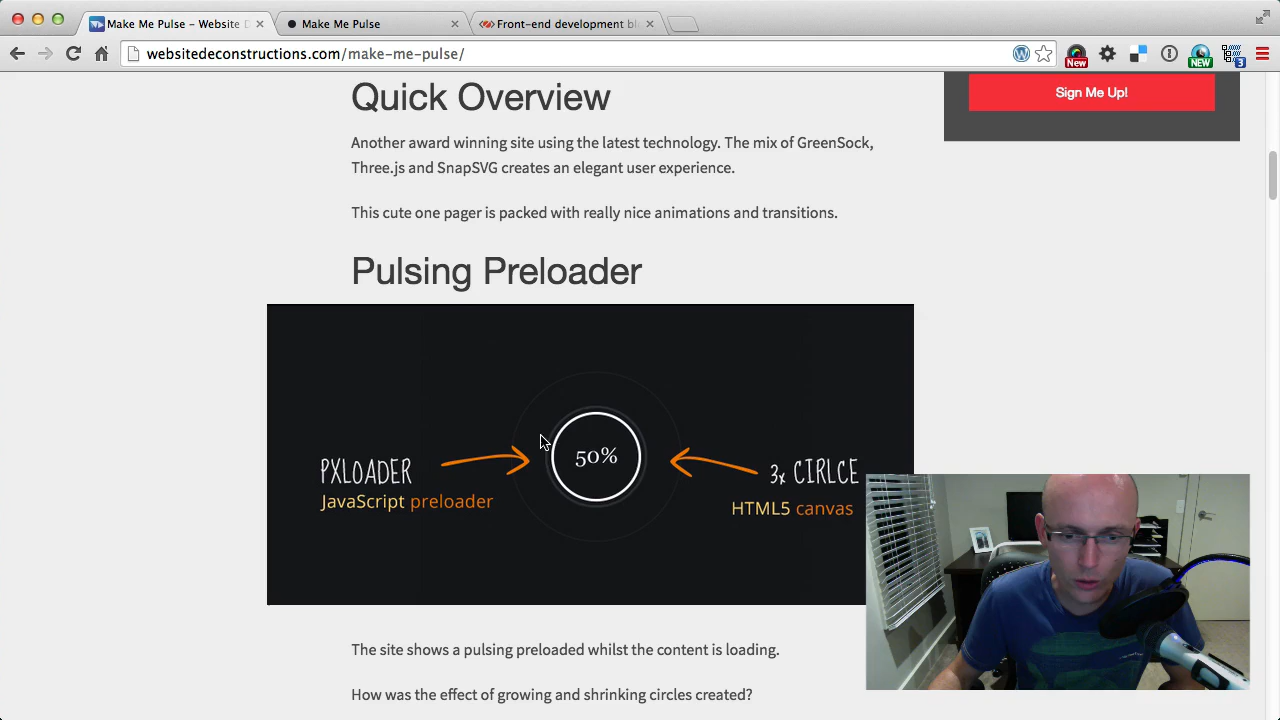 Make Me Pulse – Website D
Make Me Pulse
Front-end development bl
websitedeconstructions.com/make-me-pulse/
New
NEW
3
Quick Overview
Sign Me Up!
Another award winning site using the latest technology. The mix of GreenSock,
Three.js and SnapSVG creates an elegant user experience.
This cute one pager is packed with really nice animations and transitions.
Pulsing Preloader
PXLOADER
JavaScript preloader
50%
3x CIRLCE
HTML5 canvas
The site shows a pulsing preloaded whilst the content is loading.
How was the effect of growing and shrinking circles created?